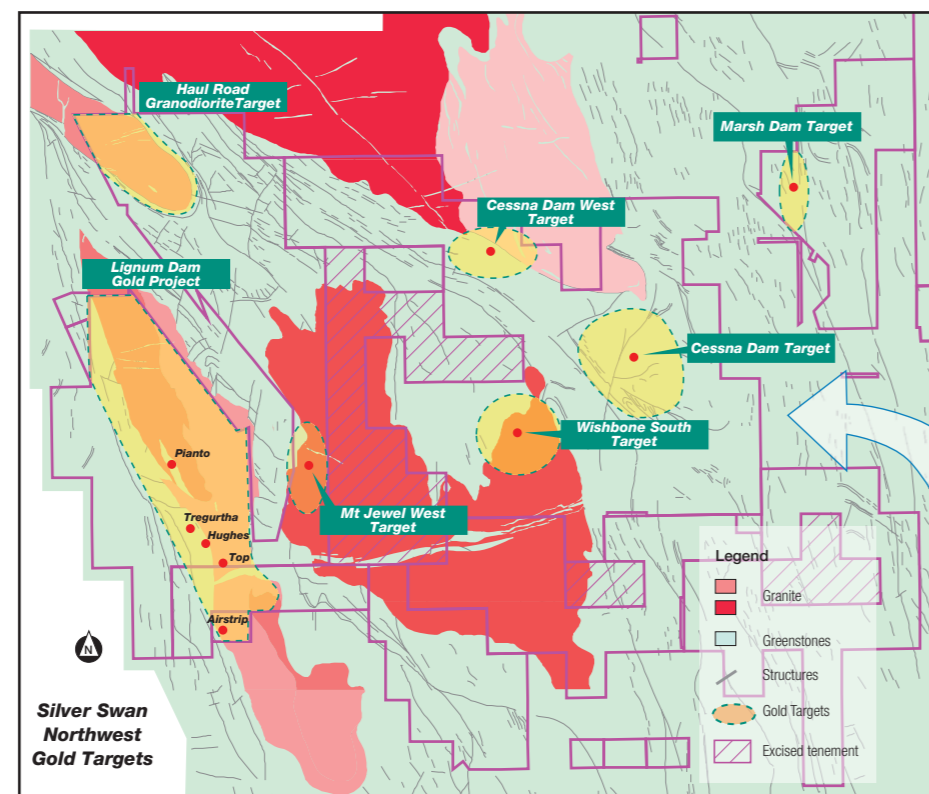 Haul Road
GranodioriteTarget
Marsh Dam Target
Cessna Dam West
Target
Lignum Dam
Gold Project
Cessna Dam Target
Wishbone South
Target
Pianto
Mt Jewel West
Target
Tregurtha
Hughes
Top
Airstrip
N
Silver Swan
Northwest
Gold Targets
Legend
Granite
Greenstones
Structures
Gold Targets
Excised tenement